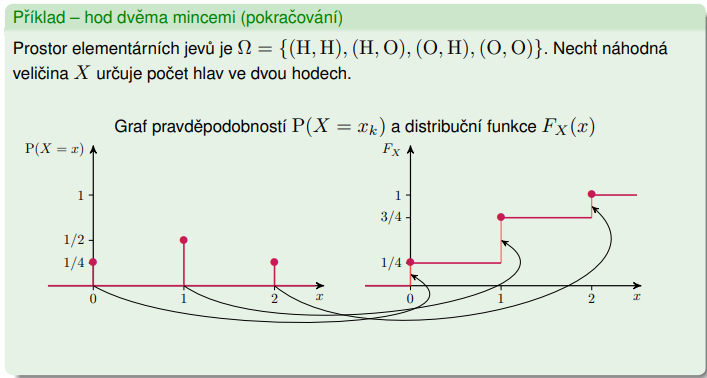 Příklad – hod dvěma mincemi (pokračování)
Prostor elementárních jevů je Ω = {(H, H), (H, O), (O, H), (O, O)}. Nechť náhodná
veličina X určuje počet hlav ve dvou hodech.
Graf pravděpodobností P(X = x_k) a distribuční funkce F_X(x)
P(X = x)
1
1/2
1/4
0 1 2 x
F_X
1
3/4
1/4
0 1 2 x